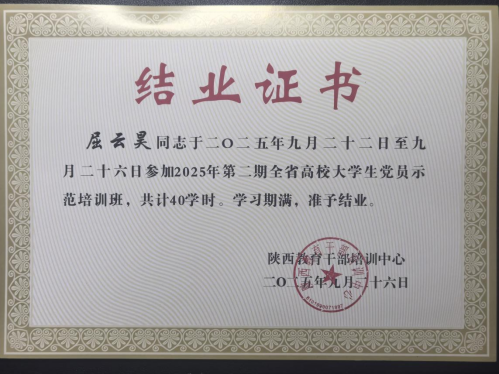 结业证书
屈云昊同志于二〇二五年九月二十二日至九
月二十六日参加2025年第二期全省高校大学生党员示
范培训班，共计40学时。学习期满，准予结业。
陕西教育干部培训中心
二〇二五年九月二十六日